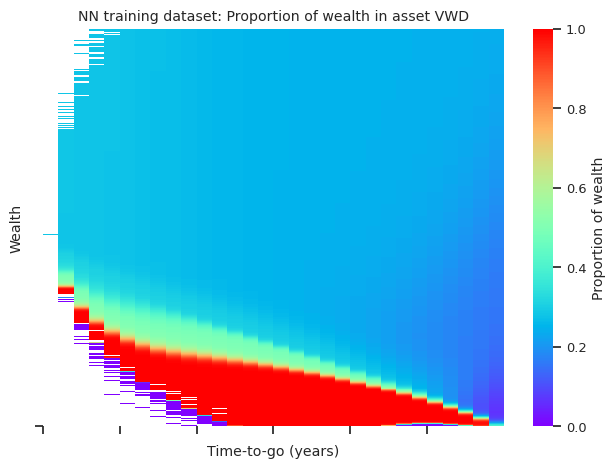 NN training dataset: Proportion of wealth in asset VWD
Wealth
Time-to-go (years)
1.0
0.8
0.6
0.4
0.2
0.0
Proportion of wealth